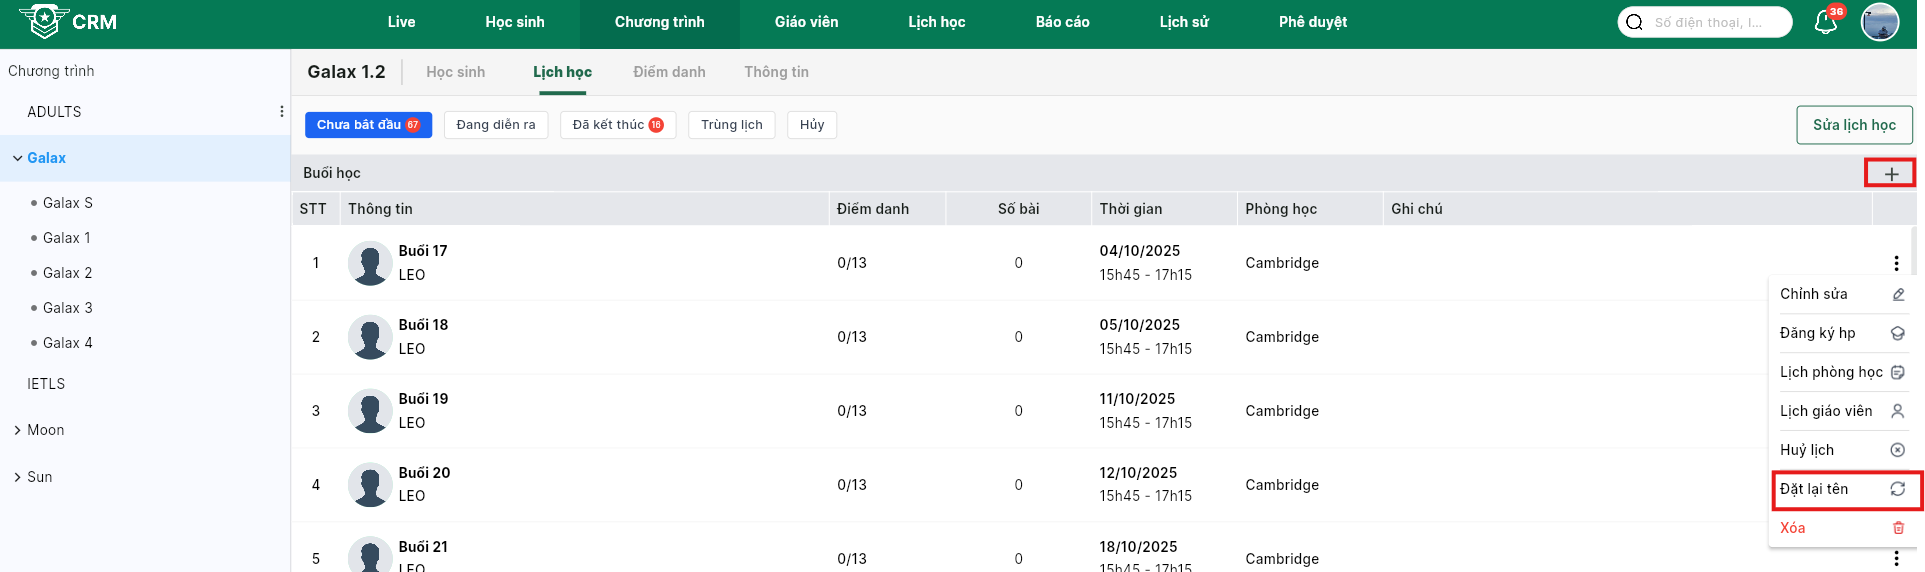 CRM
Live Học sinh Chương trình Giáo viên Lịch học Báo cáo Lịch sử Phê duyệt Số điện thoại, I... 36
Chương trình
ADULTS
Galax
Galax S
Galax 1
Galax 2
Galax 3
Galax 4
IETLS
Moon
Sun
Galax 1.2 Học sinh Lịch học Điểm danh Thông tin
Chưa bắt đầu 67 Đang diễn ra Đã kết thúc 16 Trùng lịch Hủy Sửa lịch học
Buổi học
STT Thông tin Điểm danh Số bài Thời gian Phòng học Ghi chú
1 Buổi 17 LEO 0/13 0 04/10/2025 15h45 - 17h15 Cambridge
2 Buổi 18 LEO 0/13 0 05/10/2025 15h45 - 17h15 Cambridge
3 Buổi 19 LEO 0/13 0 11/10/2025 15h45 - 17h15 Cambridge
4 Buổi 20 LEO 0/13 0 12/10/2025 15h45 - 17h15 Cambridge
5 Buổi 21 LEO 0/13 0 18/10/2025 15h45 - 17h15 Cambridge
Chỉnh sửa
Đăng ký hp
Lịch phòng học
Lịch giáo viên
Huỷ lịch
Đặt lại tên
Xóa